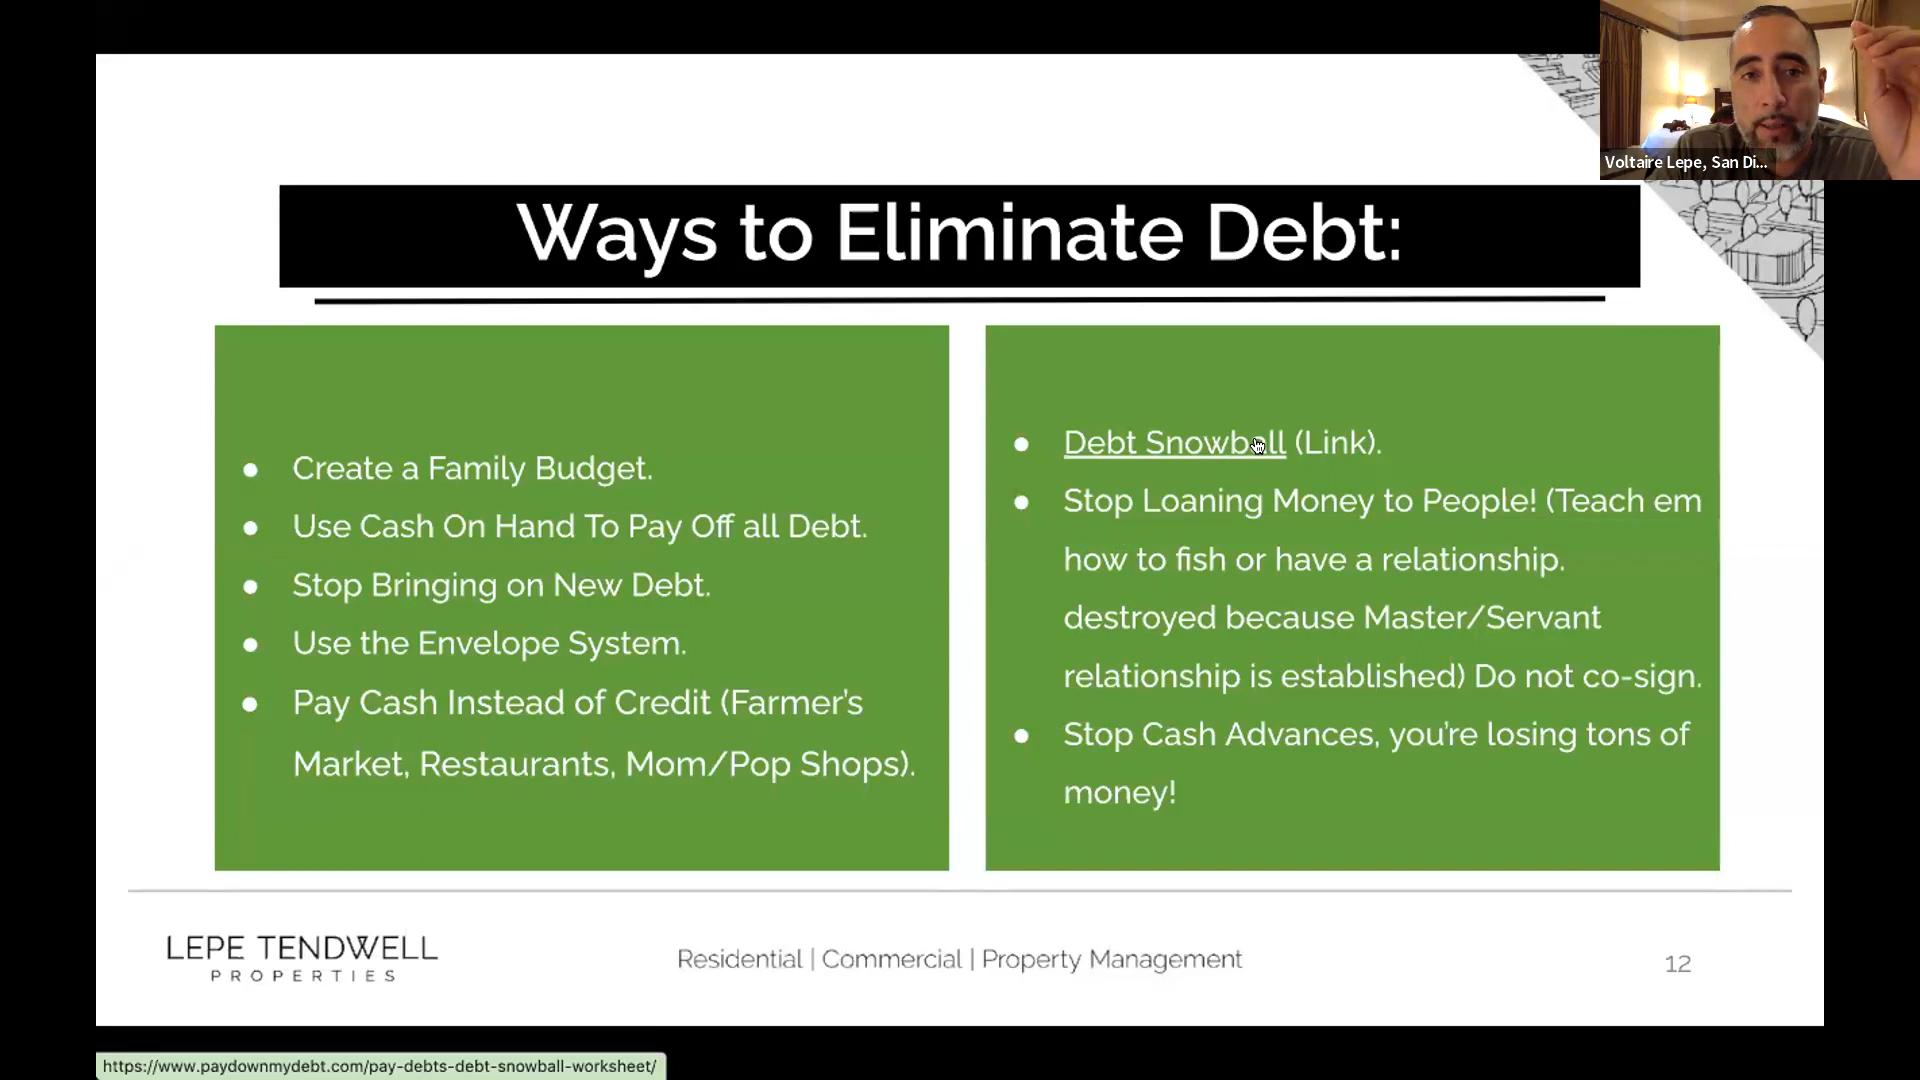 Voltaire Lepe, San Di...
Ways to Eliminate Debt:
● Create a Family Budget.
● Use Cash On Hand To Pay Off all Debt.
● Stop Bringing on New Debt.
● Use the Envelope System.
● Pay Cash Instead of Credit (Farmer's
Market, Restaurants, Mom/Pop Shops).
● Debt Snowball (Link).
● Stop Loaning Money to People! (Teach em
how to fish or have a relationship.
destroyed because Master/Servant
relationship is established) Do not co-sign.
● Stop Cash Advances, you're losing tons of
money!
LEPE TENDWELL
PROPERTIES
Residential | Commercial | Property Management
12
https://www.paydownmydebt.com/pay-debts-debt-snowball-worksheet/